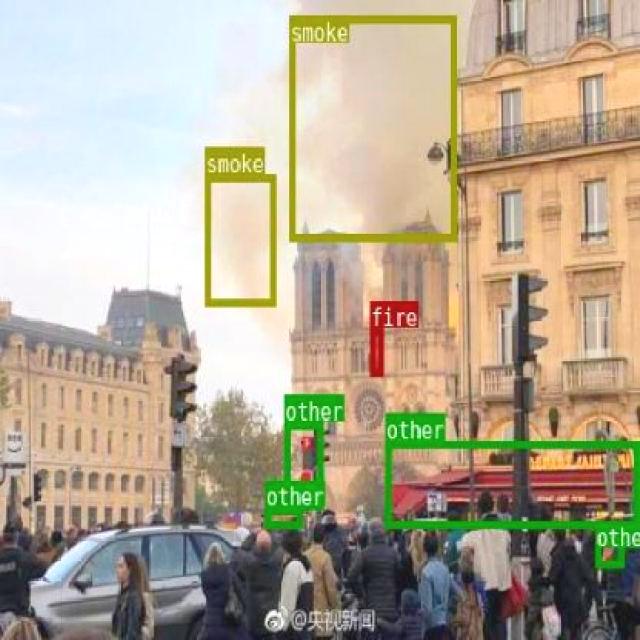 smoke
smoke
fire
other
other
other
othe
@央视新闻